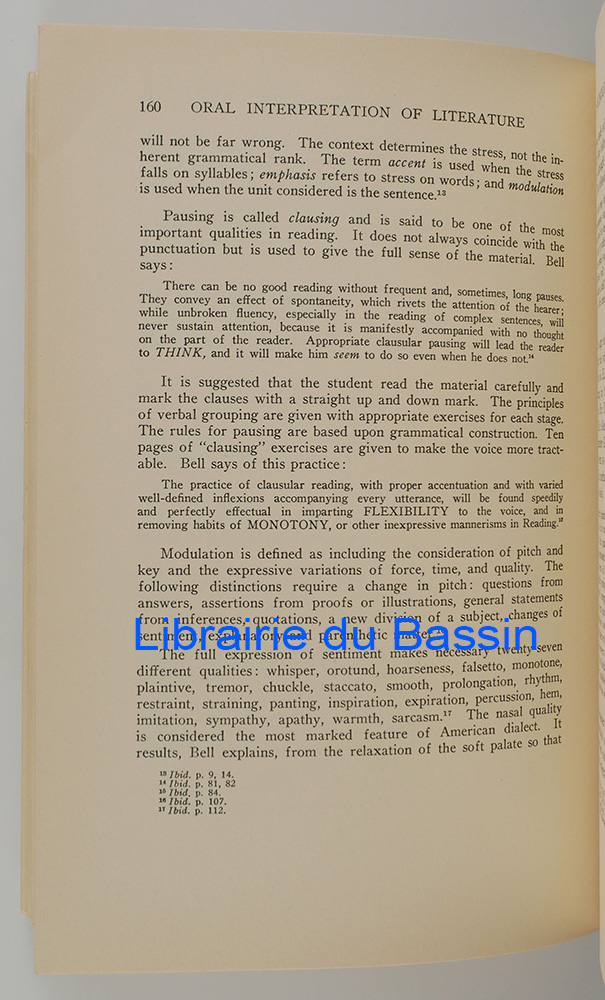 160 ORAL INTERPRETATION OF LITERATURE
will not be far wrong. The context determines the stress, not the in-
herent grammatical rank. The term accent is used when the stress
falls on syllables; emphasis refers to stress on words; and modulation
is used when the unit considered is the sentence.¹³
Pausing is called clausing and is said to be one of the most
important qualities in reading. It does not always coincide with the
punctuation but is used to give the full sense of the material. Bell
says:
There can be no good reading without frequent and, sometimes, long pauses.
They convey an effect of spontaneity, which rivets the attention of the hearer;
while unbroken fluency, especially in the reading of complex sentences, will
never sustain attention, because it is manifestly accompanied with no thought
on the part of the reader. Appropriate clausular pausing will lead the reader
to THINK, and it will make him seem to do so even when he does not.¹⁴
It is suggested that the student read the material carefully and
mark the clauses with a straight up and down mark. The principles
of verbal grouping are given with appropriate exercises for each stage.
The rules for pausing are based upon grammatical construction. Ten
pages of “clausing” exercises are given to make the voice more tract-
able. Bell says of this practice:
The practice of clausular reading, with proper accentuation and with varied
well-defined inflexions accompanying every utterance, will be found speedily
and perfectly effectual in imparting FLEXIBILITY to the voice, and in
removing habits of MONOTONY, or other inexpressive mannerisms in Reading.¹⁵
Modulation is defined as including the consideration of pitch and
key and the expressive variations of force, time, and quality. The
following distinctions require a change in pitch: questions from
answers, assertions from proofs or illustrations, general statements
from inferences, quotations, a new division of a subject, changes of
sentiment, explanatory and parenthetic matter.
Librairie du Bassin
The full expression of sentiment makes necessary twenty-seven
different qualities: whisper, orotund, hoarseness, falsetto, monotone,
plaintive, tremor, chuckle, staccato, smooth, prolongation, rhythm,
restraint, straining, panting, inspiration, expiration, percussion, hem,
imitation, sympathy, apathy, warmth, sarcasm.¹⁷ The nasal quality
is considered the most marked feature of American dialect. It
results, Bell explains, from the relaxation of the soft palate so that
¹³ Ibid. p. 9, 14.
¹⁴ Ibid. p. 81, 82
¹⁵ Ibid. p. 84.
¹⁶ Ibid. p. 107.
¹⁷ Ibid. p. 112.